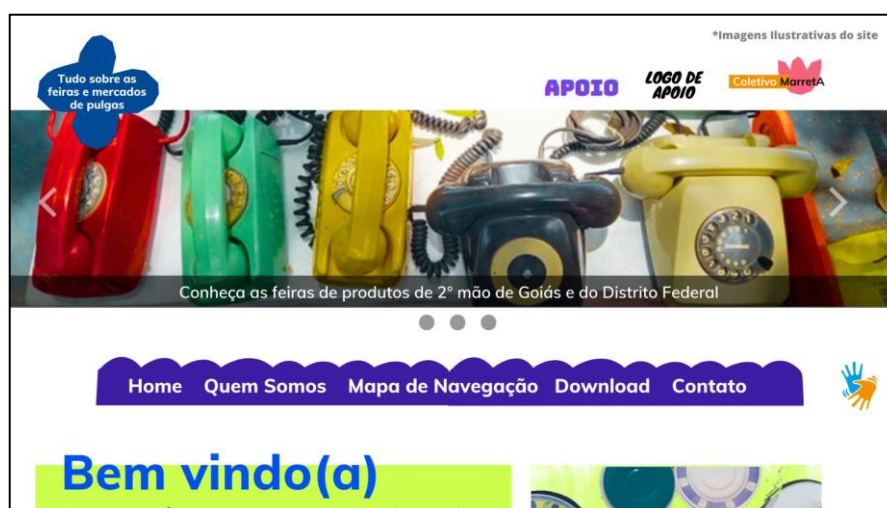 *Imagens Ilustrativas do site
Tudo sobre as
feiras e mercados
de pulgas
APOIO
LOGO DE
APOIO
Coletivo MarretA
Conheça as feiras de produtos de 2° mão de Goiás e do Distrito Federal
Home Quem Somos Mapa de Navegação Download Contato
Bem vindo(a)